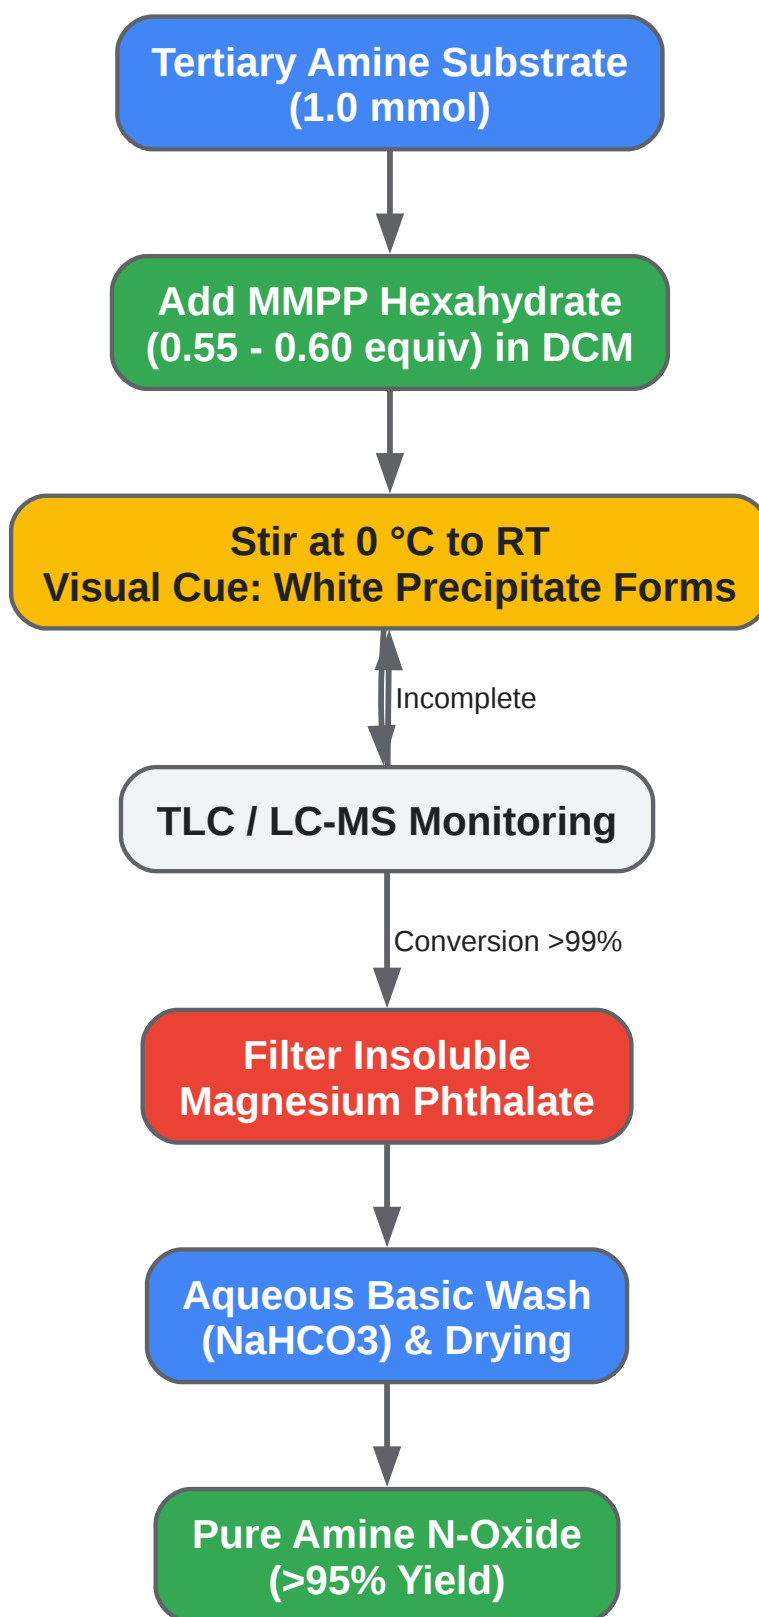 Tertiary Amine Substrate
(1.0 mmol)
Add MMPP Hexahydrate
(0.55 - 0.60 equiv) in DCM
Stir at 0 °C to RT
Visual Cue: White Precipitate Forms
Incomplete
TLC / LC-MS Monitoring
Conversion >99%
Filter Insoluble
Magnesium Phthalate
Aqueous Basic Wash
(NaHCO3) & Drying
Pure Amine N-Oxide
(>95% Yield)